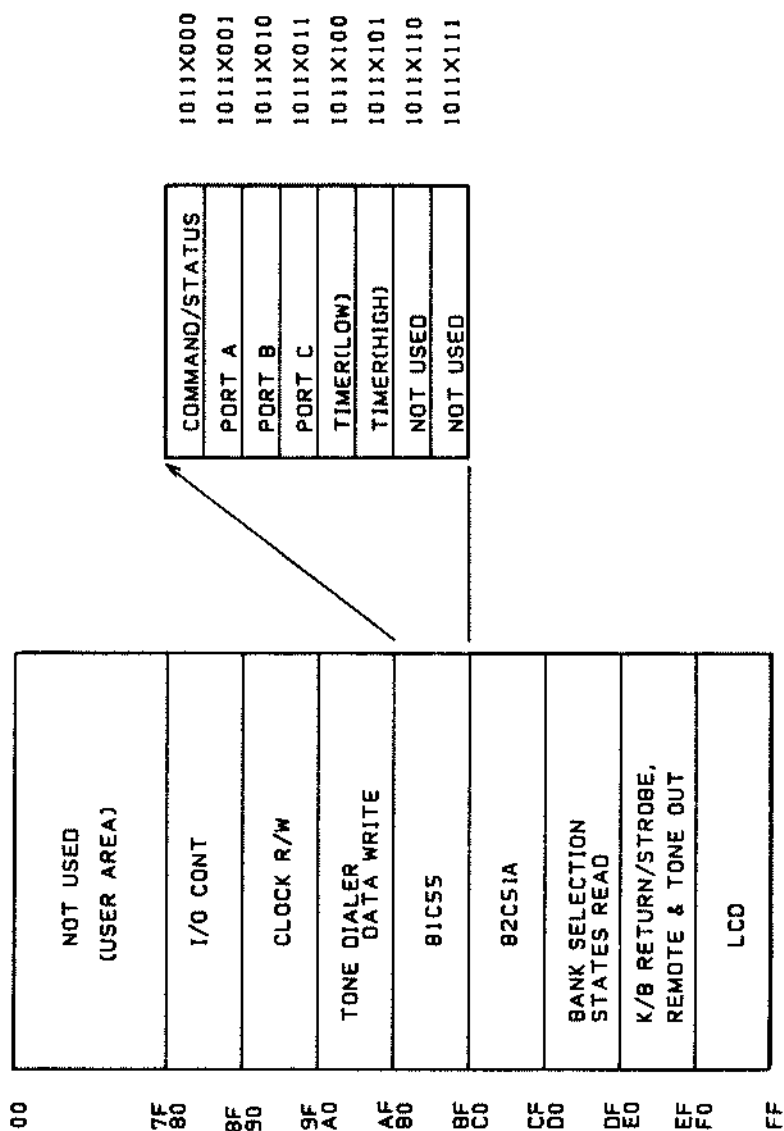 00
NOT USED
(USER AREA)
7F
80
I/O CONT
8F
90
CLOCK R/W
9F
A0
TONE DIALER
DATA WRITE
AF
B0
81C55
BF
C0
82C51A
CF
D0
BANK SELECTION
STATES READ
DF
E0
K/B RETURN/STROBE,
REMOTE & TONE OUT
EF
F0
LCD
FF
COMMAND/STATUS 1011X000
PORT A 1011X001
PORT B 1011X010
PORT C 1011X011
TIMER(LOW) 1011X100
TIMER(HIGH) 1011X101
NOT USED 1011X110
NOT USED 1011X111